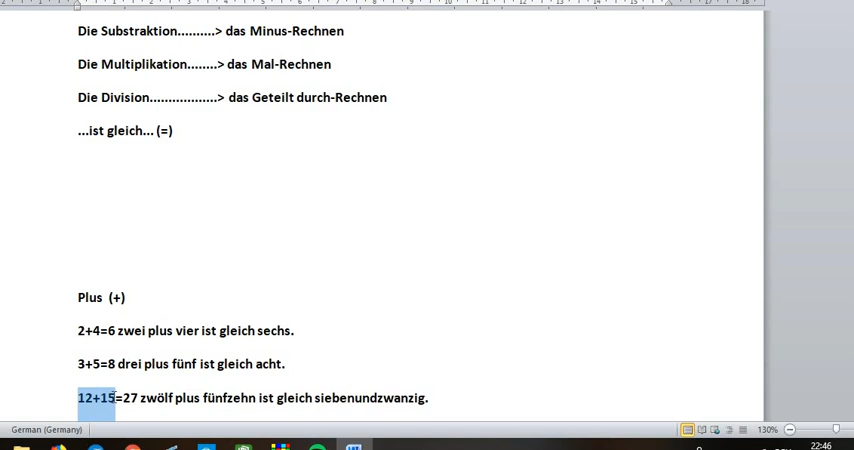 Die Substraktion..........> das Minus-Rechnen
Die Multiplikation........> das Mal-Rechnen
Die Division..................> das Geteilt durch-Rechnen
...ist gleich... (=)
Plus (+)
2+4=6 zwei plus vier ist gleich sechs.
3+5=8 drei plus fünf ist gleich acht.
12+15=27 zwölf plus fünfzehn ist gleich siebenundzwanzig.
German (Germany)
130%
22:46